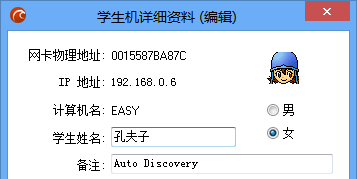 学生机详细资料 (编辑)
网卡物理地址: 0015587BA87C
IP 地址: 192.168.0.6
计算机名: EASY
男
学生姓名: 孔夫子
女
备注: Auto Discovery